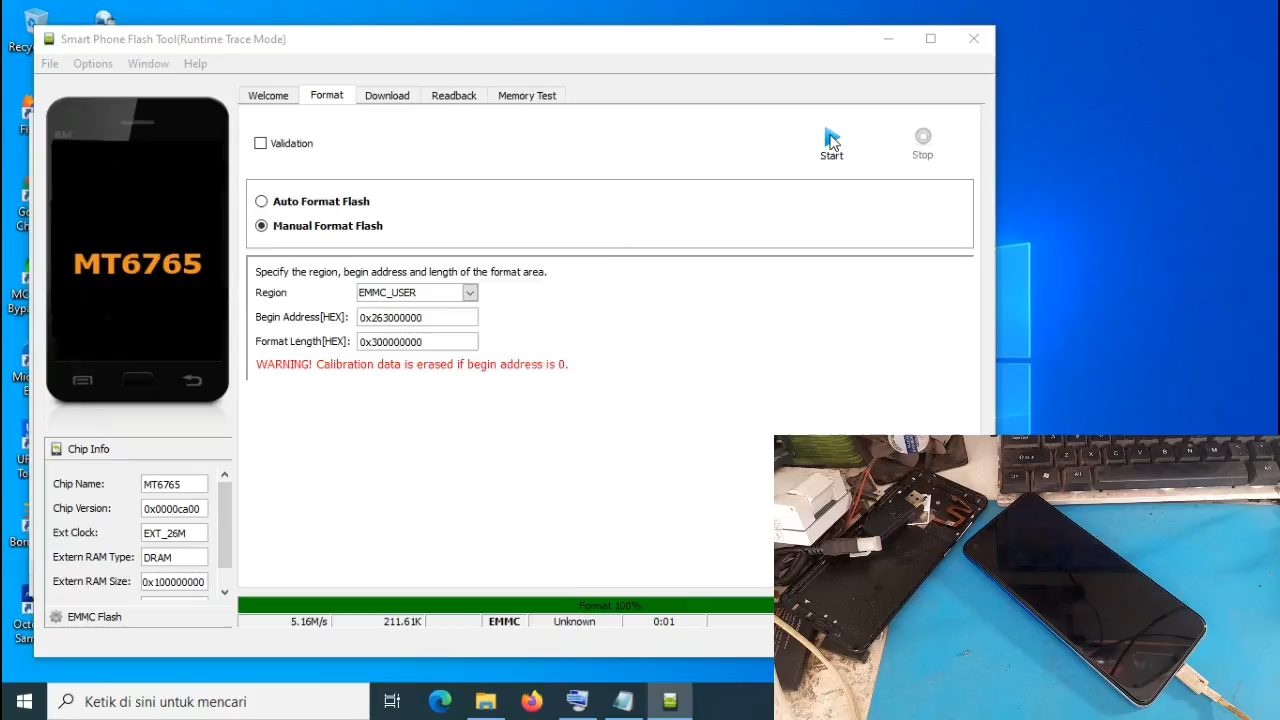 Recy
Smart Phone Flash Tool(Runtime Trace Mode)
File Options Window Help
Welcome Format Download Readback Memory Test
BM
Validation
Start Stop
Auto Format Flash
Manual Format Flash
MT6765
Specify the region, begin address and length of the format area.
Region EMMC_USER
Begin Address[HEX]: 0x263000000
Format Length[HEX]: 0x300000000
WARNING! Calibration data is erased if begin address is 0.
Chip Info
Chip Name: MT6765
Chip Version: 0x0000ca00
Ext Clock: EXT_26M
Extern RAM Type: DRAM
Extern RAM Size: 0x100000000
EMMC Flash
Format 100%
5.16M/s 211.61K EMMC Unknown 0:01
Ketik di sini untuk mencari